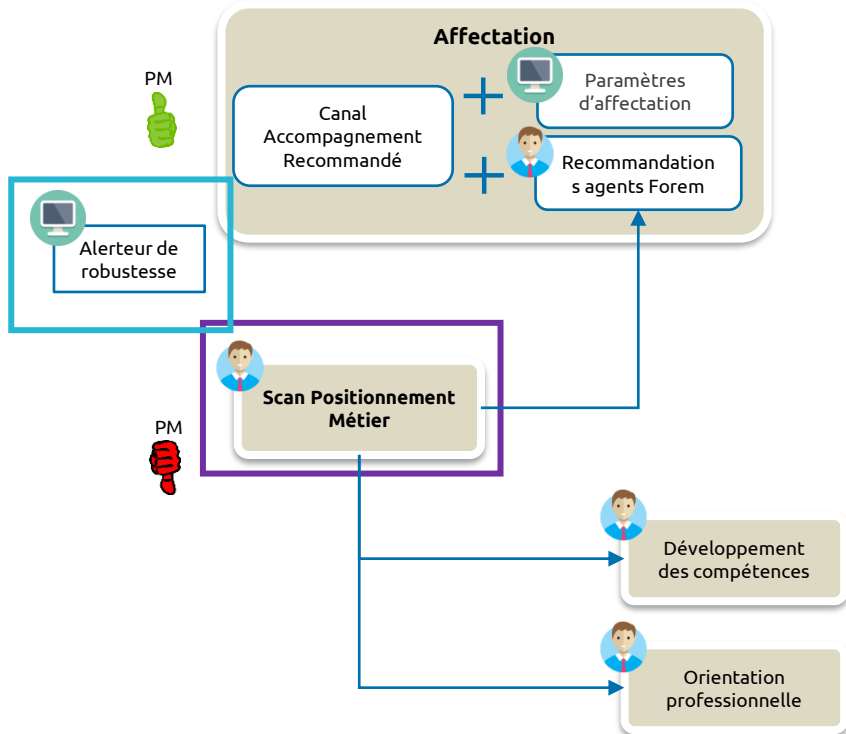 Affectation
PM
Canal
Accompagnement
Recommandé
Paramètres
d'affectation
Recommandation
s agents Forem
Alerteur de
robustesse
Scan Positionnement
Métier
PM
Développement
des compétences
Orientation
professionnelle